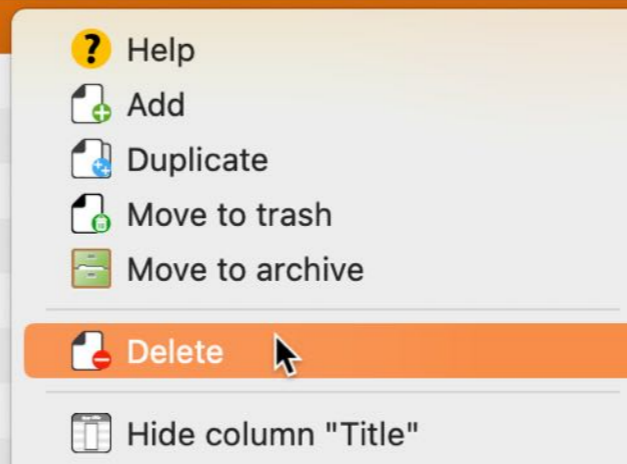 Help
Add
Duplicate
Move to trash
Move to archive
Delete
Hide column "Title"